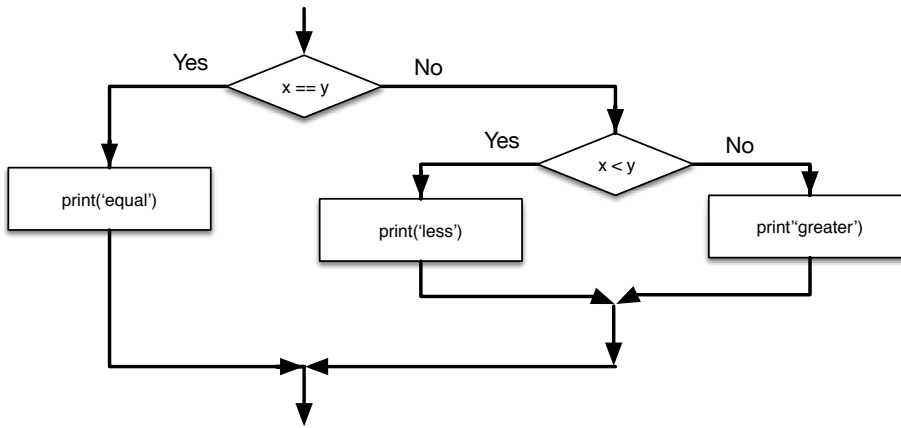 Yes
x == y
No
Yes
x < y
No
print(‘equal’)
print(‘less’)
print’‘greater’)